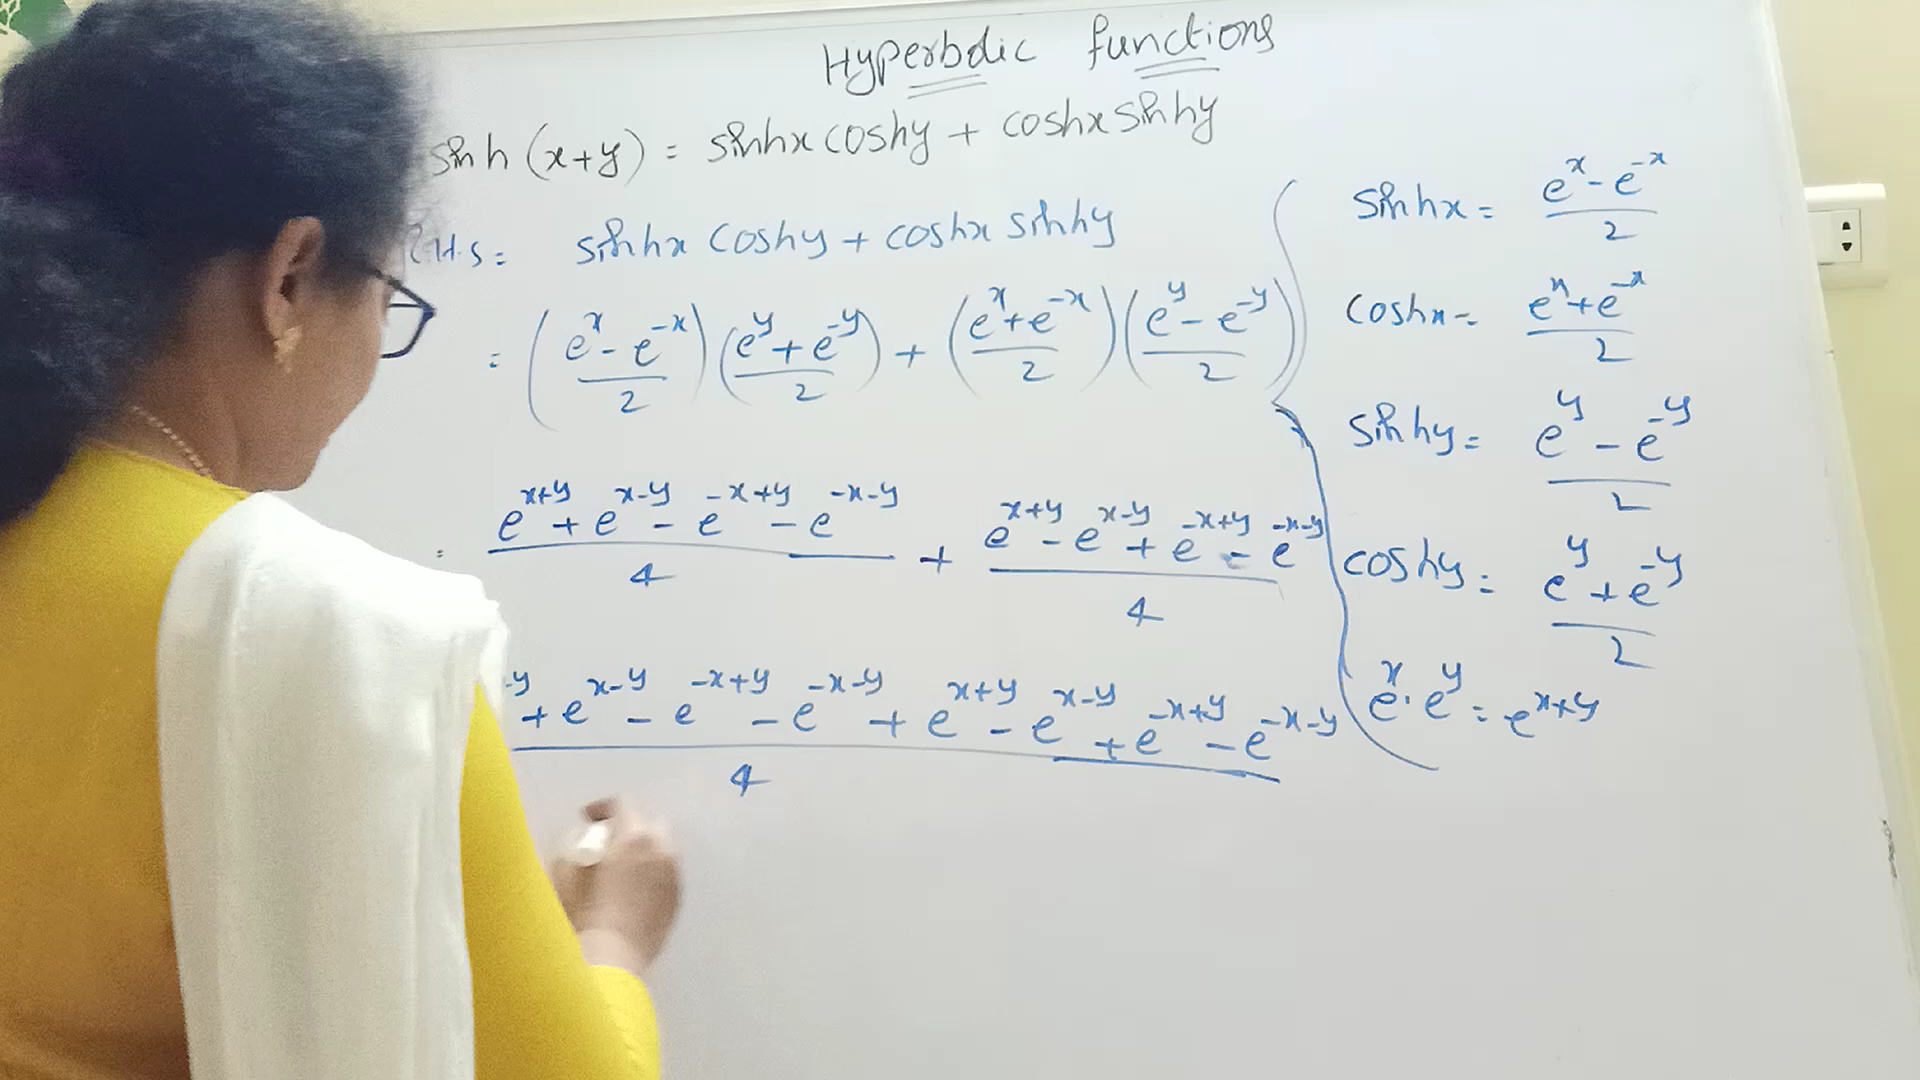 Hyperbolic functions
sinh (x+y) = sinhx coshy + coshx sinhy
R.H.S = sinhx coshy + coshx sinhy
= ((e^x - e^-x)/2) ((e^y + e^-y)/2) + ((e^x + e^-x)/2) ((e^y - e^-y)/2)
= (e^x+y + e^x-y - e^-x+y - e^-x-y)/4 + (e^x+y - e^x-y + e^-x+y - e^-x-y)/4
(-y + e^x-y - e^-x+y - e^-x-y + e^x+y - e^x-y + e^-x+y - e^-x-y)/4
sinhx = (e^x - e^-x)/2
coshx = (e^x + e^-x)/2
sinhy = (e^y - e^-y)/2
coshy = (e^y + e^-y)/2
e^x . e^y = e^x+y